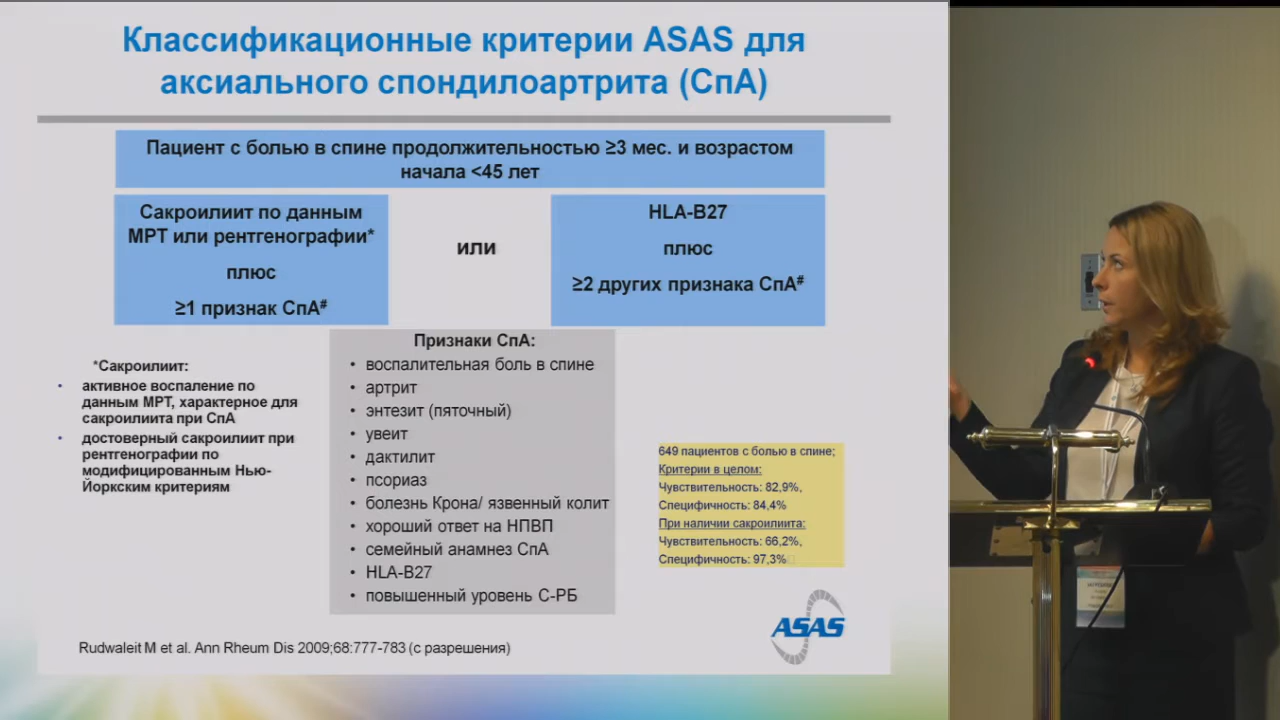 Классификационные критерии ASAS для
аксиального спондилоартрита (СпА)
Пациент с болью в спине продолжительностью ≥3 мес. и возрастом
начала <45 лет
Сакроилиит по данным
МРТ или рентгенографии*
плюс
≥1 признак СпА#
или
HLA-B27
плюс
≥2 других признака СпА#
*Сакроилиит:
• активное воспаление по
данным МРТ, характерное для
сакроилиита при СпА
• достоверный сакроилиит при
рентгенографии по
модифицированным Нью-
Йоркским критериям
Признаки СпА:
• воспалительная боль в спине
• артрит
• энтезит (пяточный)
• увеит
• дактилит
• псориаз
• болезнь Крона/ язвенный колит
• хороший ответ на НПВП
• семейный анамнез СпА
• HLA-B27
• повышенный уровень С-РБ
649 пациентов с болью в спине;
Критерии в целом:
Чувствительность: 82,9%,
Специфичность: 84,4%
При наличии сакроилиита:
Чувствительность: 66,2%,
Специфичность: 97,3%
ASAS
Rudwaleit M et al. Ann Rheum Dis 2009;68:777-783 (с разрешения)